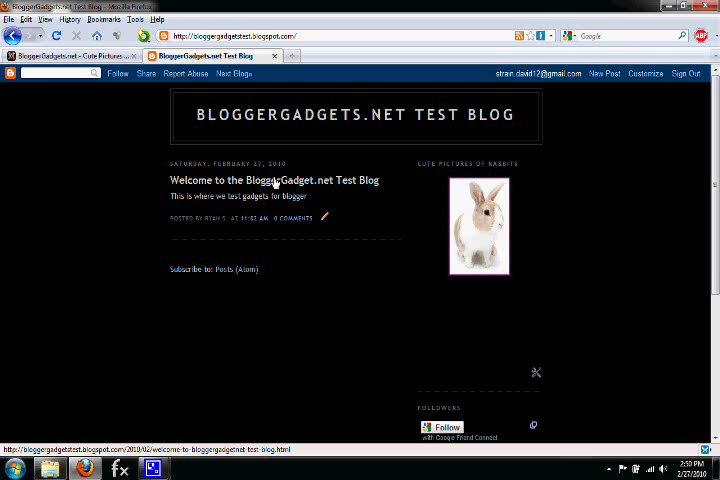 BloggerGadgets.net Test Blog - Mozilla Firefox
File Edit View History Bookmarks Tools Help
http://bloggergadgetstest.blogspot.com/
Google
ABP
BloggerGadgets.net - Cute Pictures ...
BloggerGadgets.net Test Blog
Follow Share Report Abuse Next Blog»
strain.david12@gmail.com New Post Customize Sign Out
BLOGGERGADGETS.NET TEST BLOG
SATURDAY, FEBRUARY 27, 2010
Welcome to the BloggerGadget.net Test Blog
This is where we test gadgets for blogger
POSTED BY RYAN S. AT 11:02 AM 0 COMMENTS
Subscribe to: Posts (Atom)
CUTE PICTURES OF RABBITS
FOLLOWERS
Follow
with Google Friend Connect
http://bloggergadgetstest.blogspot.com/2010/02/welcome-to-bloggergadgetnet-test-blog.html
fx
2:50 PM
2/27/2010